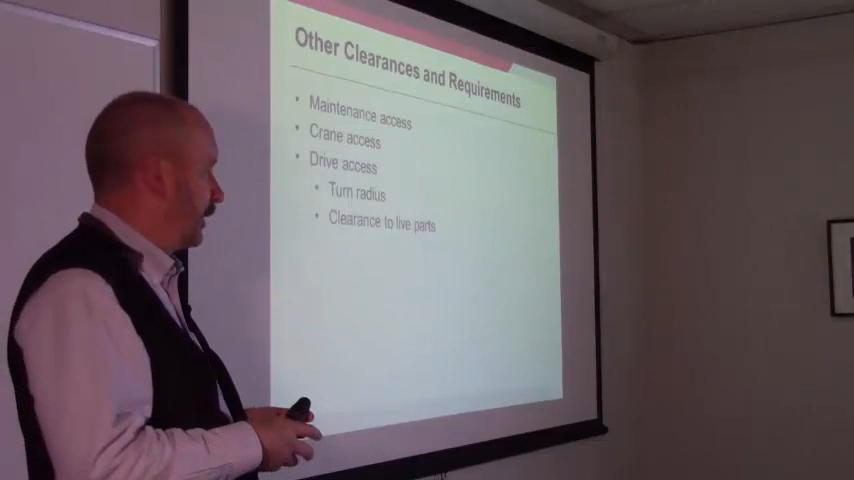 Other Clearances and Requirements
• Maintenance access
• Crane access
• Drive access
• Turn radius
• Clearance to live parts